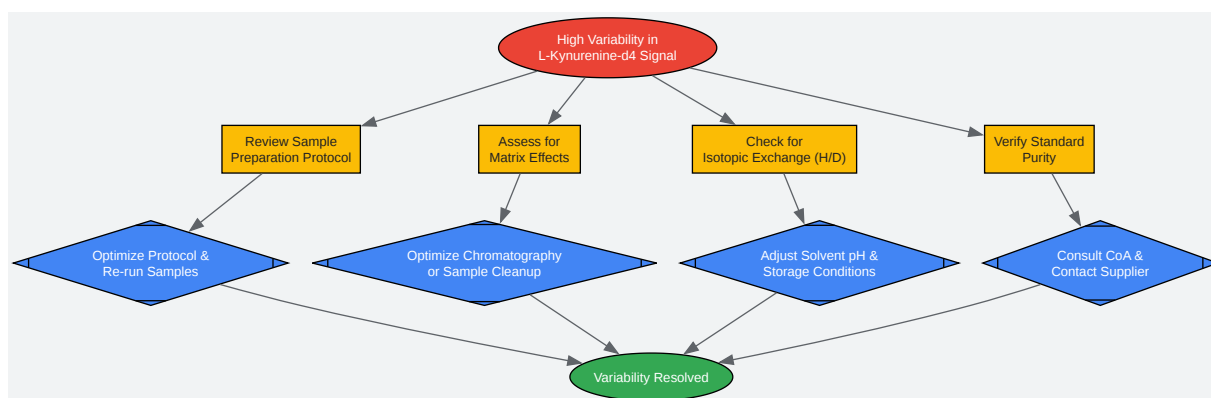 High Variability in
L-Kynurenine-d4 Signal
Review Sample
Preparation Protocol
Assess for
Matrix Effects
Check for
Isotopic Exchange (H/D)
Verify Standard
Purity
Optimize Protocol &
Re-run Samples
Optimize Chromatography
or Sample Cleanup
Adjust Solvent pH &
Storage Conditions
Consult CoA &
Contact Supplier
Variability Resolved